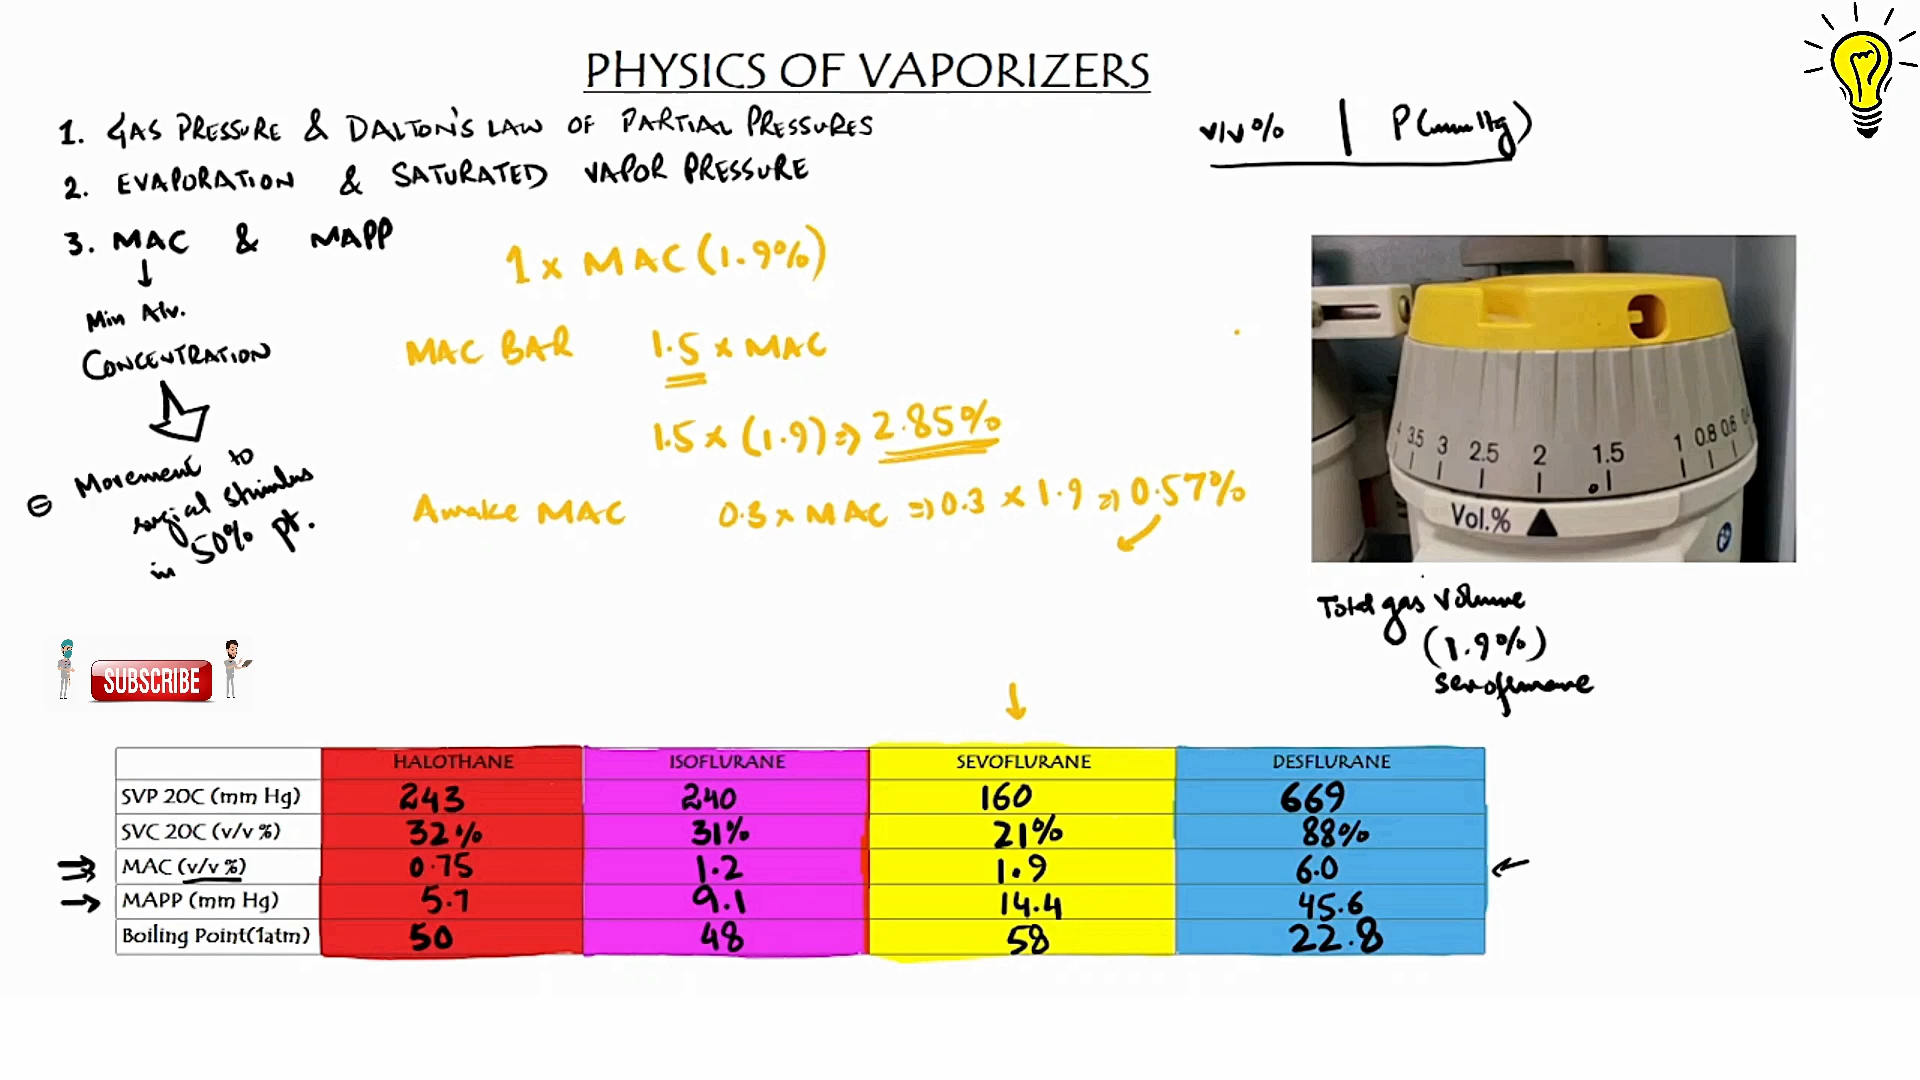 PHYSICS OF VAPORIZERS
1. GAS PRESSURE & DALTON'S LAW OF PARTIAL PRESSURES
2. EVAPORATION & SATURATED VAPOR PRESSURE
3. MAC & MAPP
Min Alv.
CONCENTRATION
⊖ Movement to
surgical stimulus
in 50% pt.
v/v% | P(mmHg)
1 x MAC (1.9%)
MAC BAR 1.5 x MAC
1.5 x (1.9) => 2.85%
Awake MAC 0.3 x MAC => 0.3 x 1.9 => 0.57%
4 3.5 3 2.5 2 1.5 1 0.8 0.6
Vol.%
Total gas volume
(1.9%)
sevoflurane
SUBSCRIBE
HALOTHANE ISOFLURANE SEVOFLURANE DESFLURANE
SVP 20C (mm Hg) 243 240 160 669
SVC 20C (v/v %) 32% 31% 21% 88%
MAC (v/v %) 0.75 1.2 1.9 6.0
MAPP (mm Hg) 5.7 9.1 14.4 45.6
Boiling Point(1atm) 50 48 58 22.8